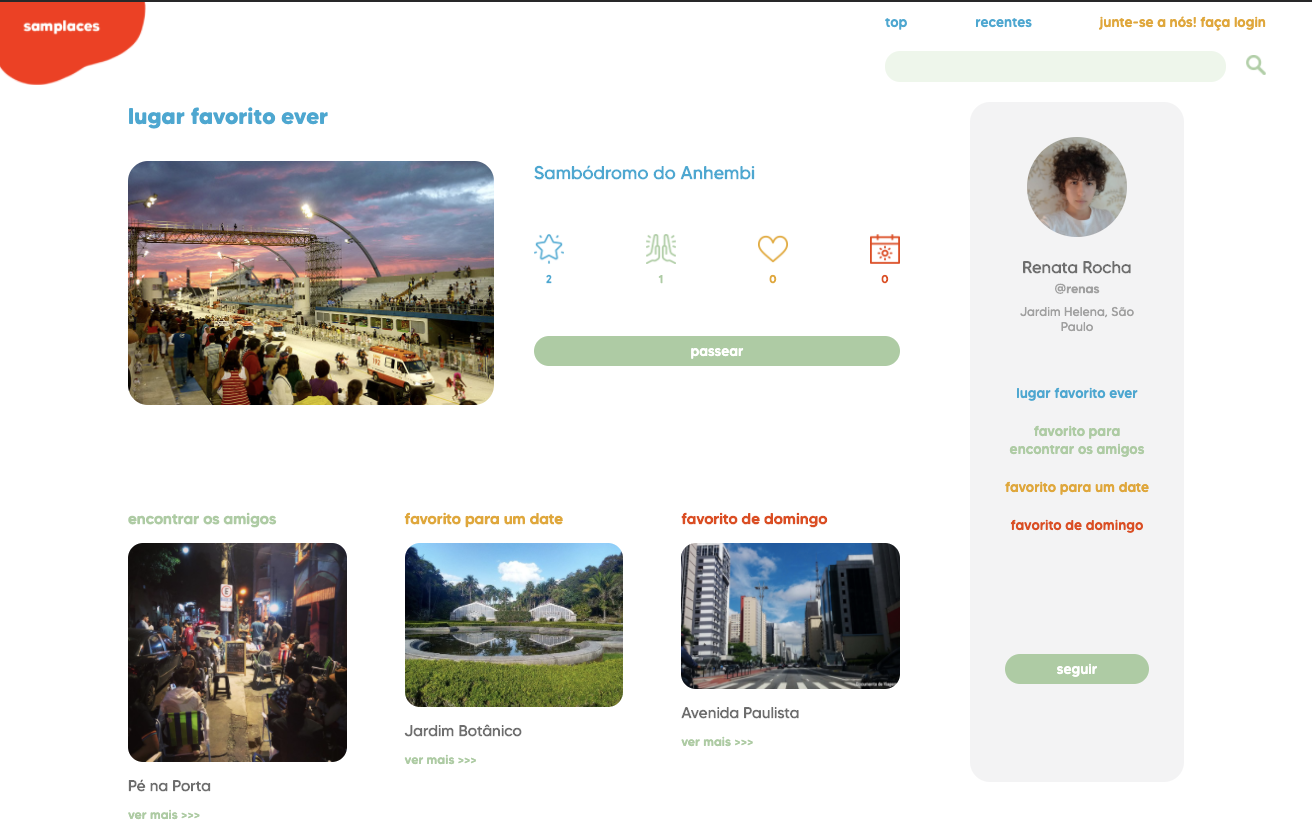 samplaces
top
recentes
junte-se a nós! faça login
lugar favorito ever
Sambódromo do Anhembi
2
1
0
0
passear
Renata Rocha
@renas
Jardim Helena, São
Paulo
lugar favorito ever
favorito para
encontrar os amigos
favorito para um date
favorito de domingo
seguir
encontrar os amigos
favorito para um date
favorito de domingo
Pé na Porta
ver mais >>>
Jardim Botânico
ver mais >>>
Avenida Paulista
ver mais >>>